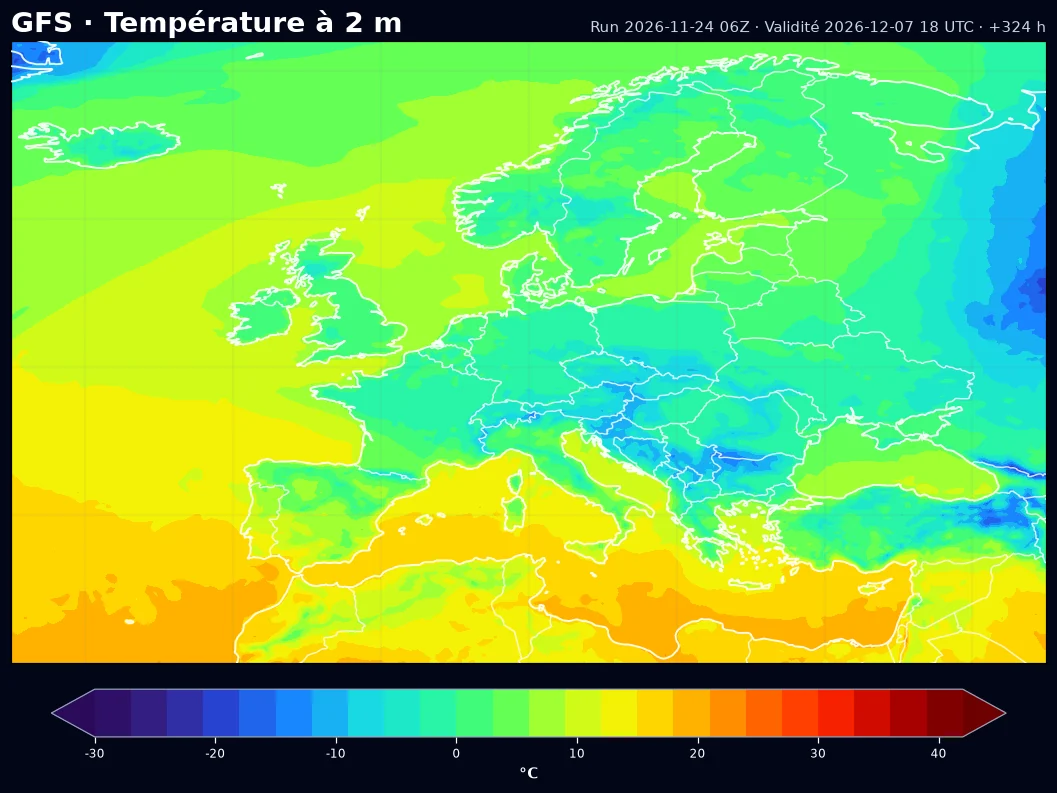 GFS · Température à 2 m
Run 2026-11-24 06Z · Validité 2026-12-07 18 UTC · +324 h
-30 -20 -10 0 10 20 30 40
°C